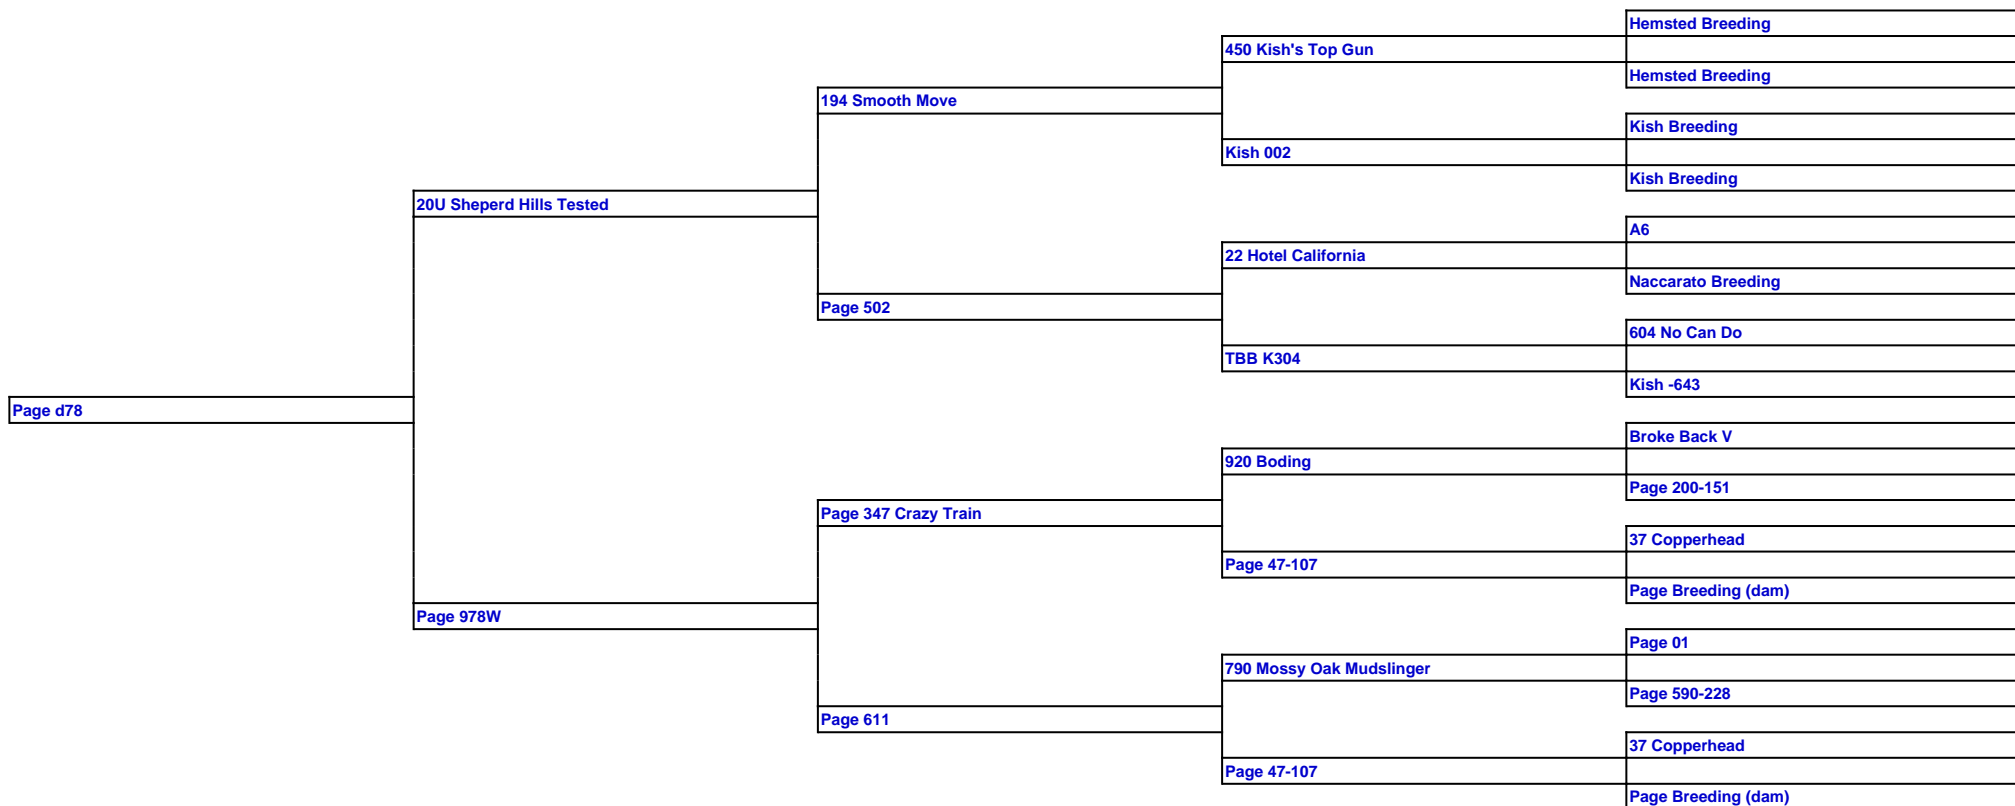 Hemsted Breeding
450 Kish's Top Gun
Hemsted Breeding
194 Smooth Move
Kish Breeding
Kish 002
Kish Breeding
20U Sheperd Hills Tested
A6
22 Hotel California
Naccarato Breeding
Page 502
604 No Can Do
TBB K304
Kish -643
Page d78
Broke Back V
920 Boding
Page 200-151
Page 347 Crazy Train
37 Copperhead
Page 47-107
Page Breeding (dam)
Page 978W
Page 01
790 Mossy Oak Mudslinger
Page 590-228
Page 611
37 Copperhead
Page 47-107
Page Breeding (dam)